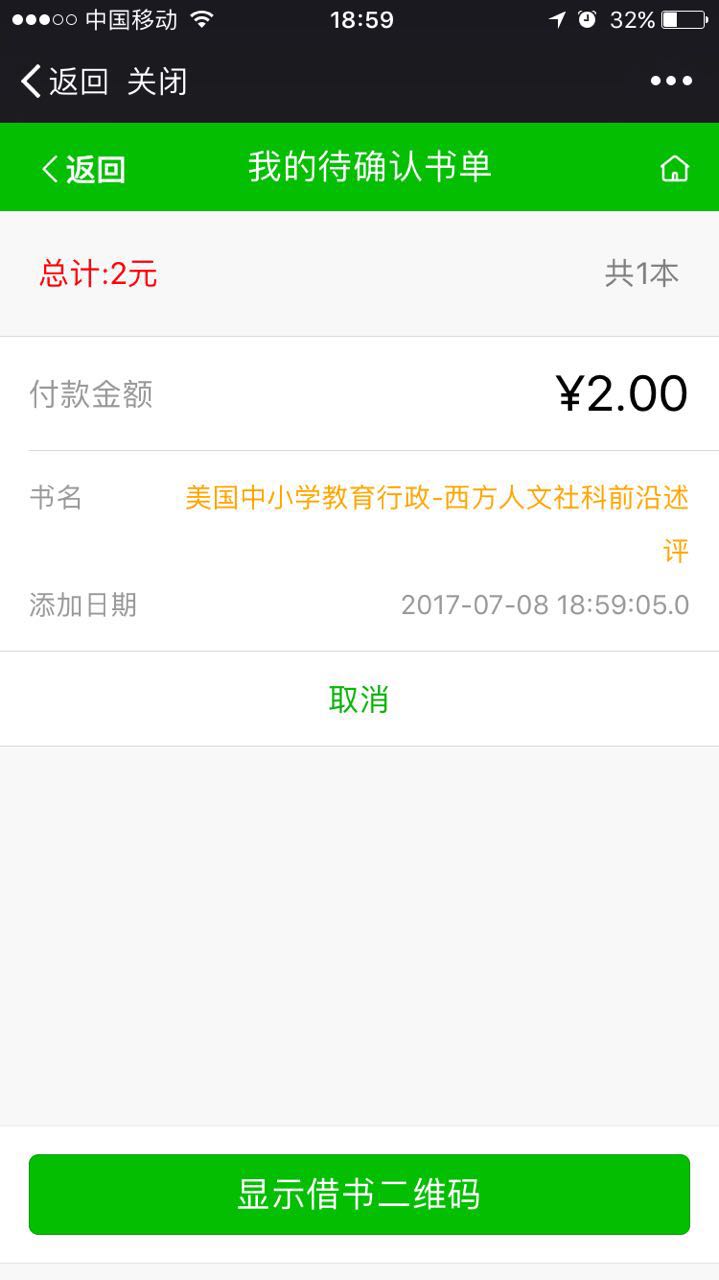 中国移动 18:59 32%
返回 关闭
返回 我的待确认书单
总计:2元 共1本
付款金额 ¥2.00
书名 美国中小学教育行政-西方人文社科前沿述
评
添加日期 2017-07-08 18:59:05.0
取消
显示借书二维码